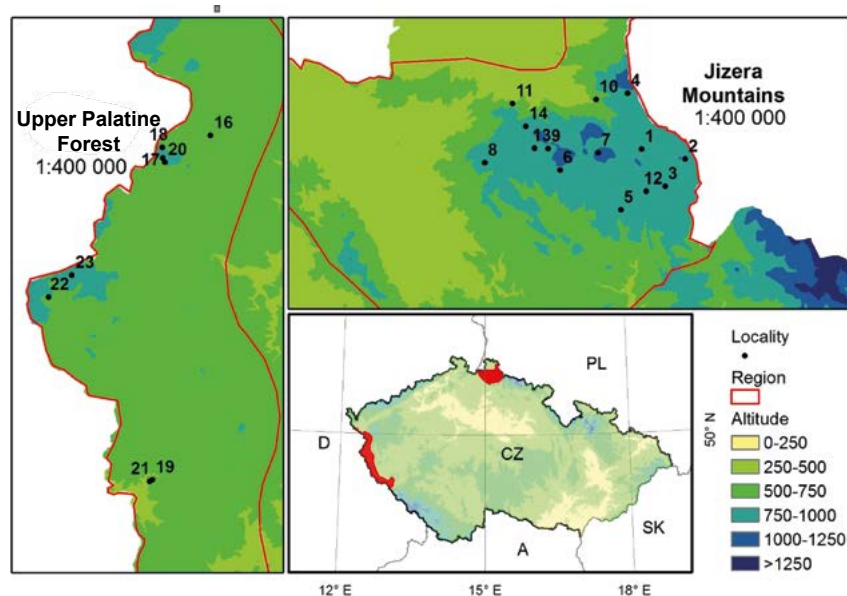 Upper Palatine
Forest
1:400 000
16
18
20
17
23
22
21 19
Jizera
Mountains
1:400 000
4
10
11
14
1
139
7
2
8
6
12 3
5
PL
D
CZ
SK
A
50° N
12° E
15° E
18° E
Locality
Region
Altitude
0-250
250-500
500-750
750-1000
1000-1250
>1250